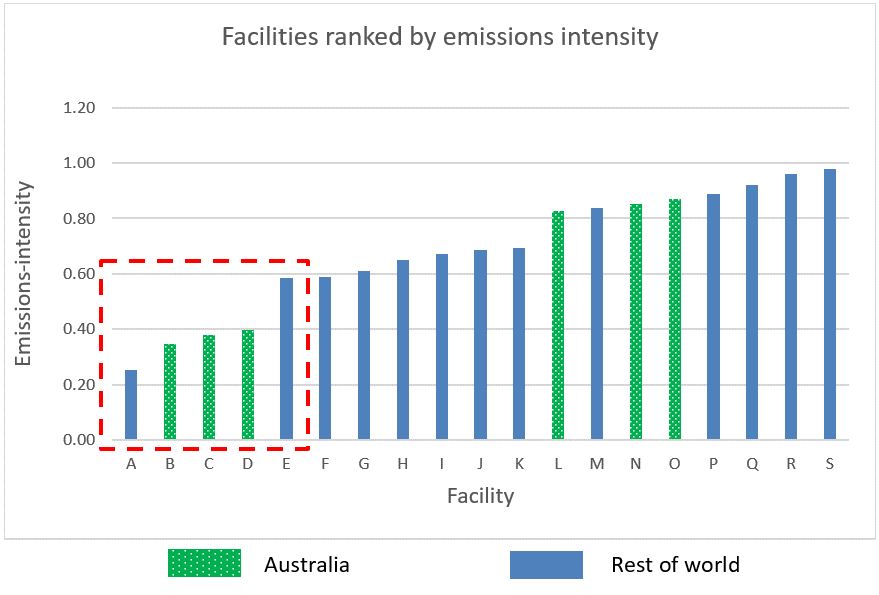 Facilities ranked by emissions intensity
1.20
1.00
0.80
0.60
0.40
0.20
0.00
Emissions-intensity
A B C D E F G H I J K L M N O P Q R S
Facility
Australia Rest of world